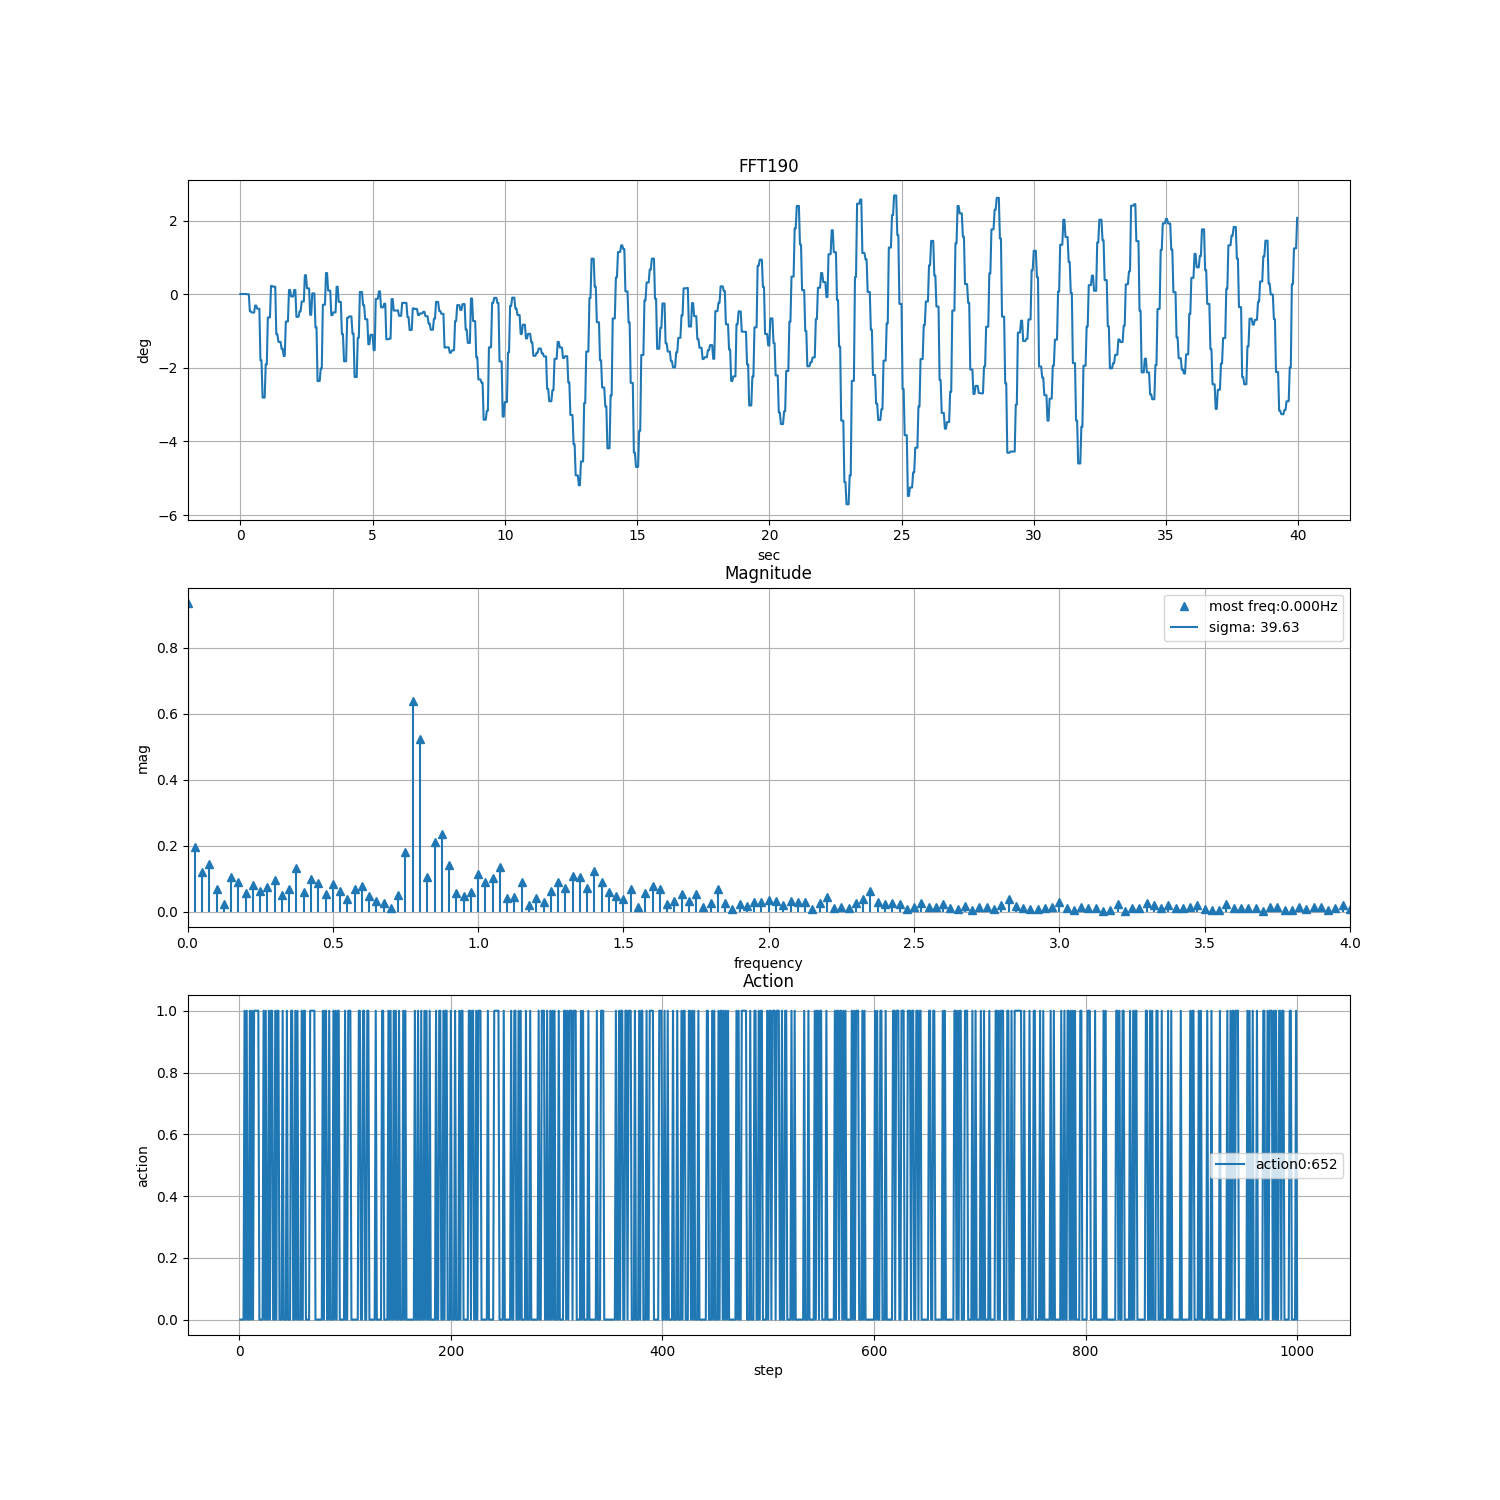 FFT190
2
0
−2
−4
−6
deg
0 5 10 15 20 25 30 35 40
sec
Magnitude
most freq:0.000Hz
sigma: 39.63
0.8
0.6
0.4
0.2
0.0
mag
0.0 0.5 1.0 1.5 2.0 2.5 3.0 3.5 4.0
frequency
Action
1.0
0.8
0.6
0.4
0.2
0.0
action
action0:652
0 200 400 600 800 1000
step